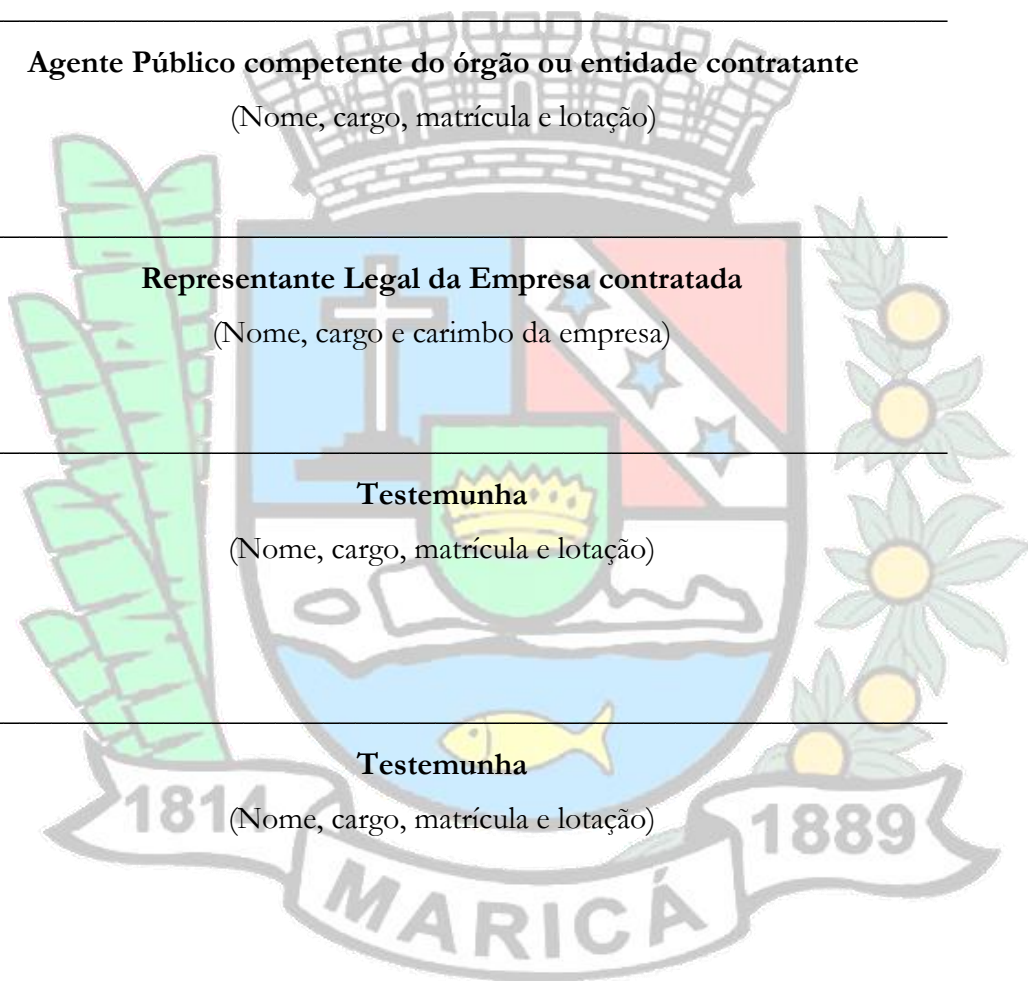 Agente Público competente do órgão ou entidade contratante
(Nome, cargo, matrícula e lotação)
Representante Legal da Empresa contratada
(Nome, cargo e carimbo da empresa)
Testemunha
(Nome, cargo, matrícula e lotação)
Testemunha
(Nome, cargo, matrícula e lotação)
1814
1889
MARICÁ